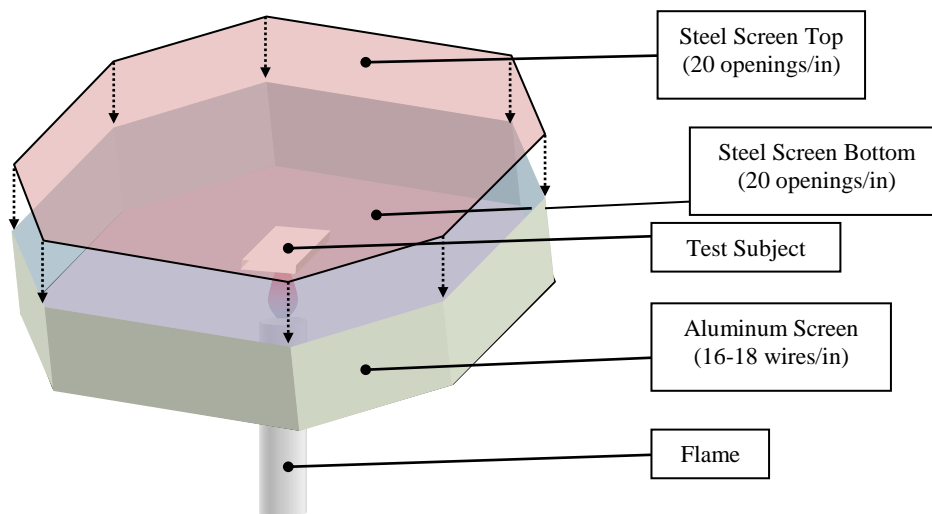 Steel Screen Top
(20 openings/in)
Steel Screen Bottom
(20 openings/in)
Test Subject
Aluminum Screen
(16-18 wires/in)
Flame